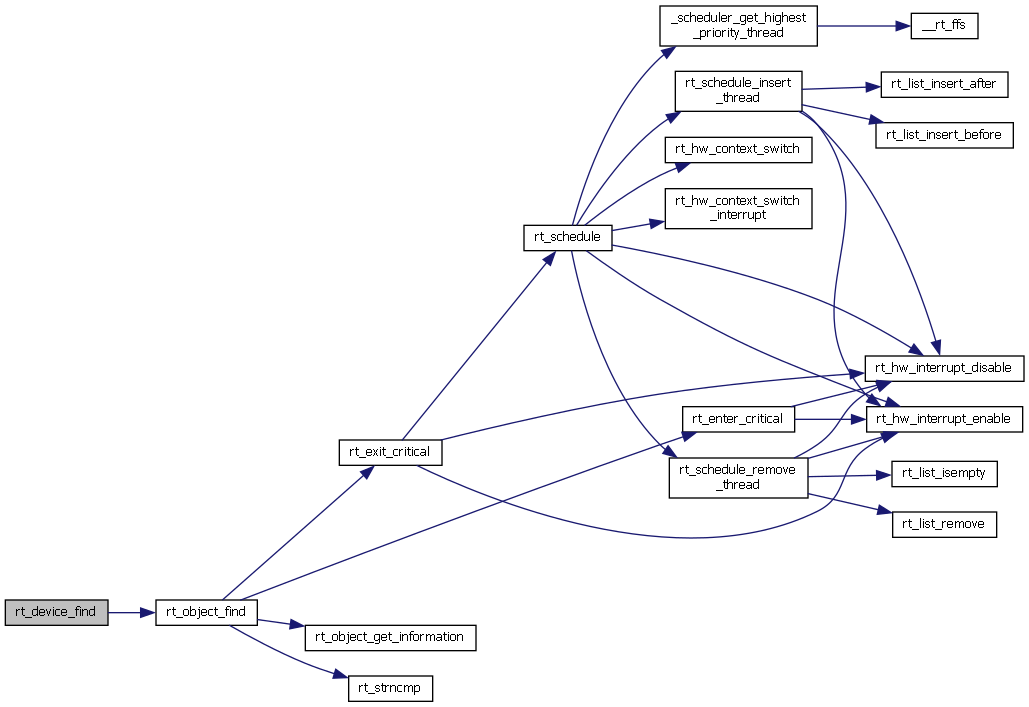 _scheduler_get_highest
_priority_thread
__rt_ffs
rt_schedule_insert
_thread
rt_list_insert_after
rt_list_insert_before
rt_hw_context_switch
rt_hw_context_switch
_interrupt
rt_schedule
rt_hw_interrupt_disable
rt_enter_critical
rt_hw_interrupt_enable
rt_exit_critical
rt_schedule_remove
_thread
rt_list_isempty
rt_list_remove
rt_device_find
rt_object_find
rt_object_get_information
rt_strncmp